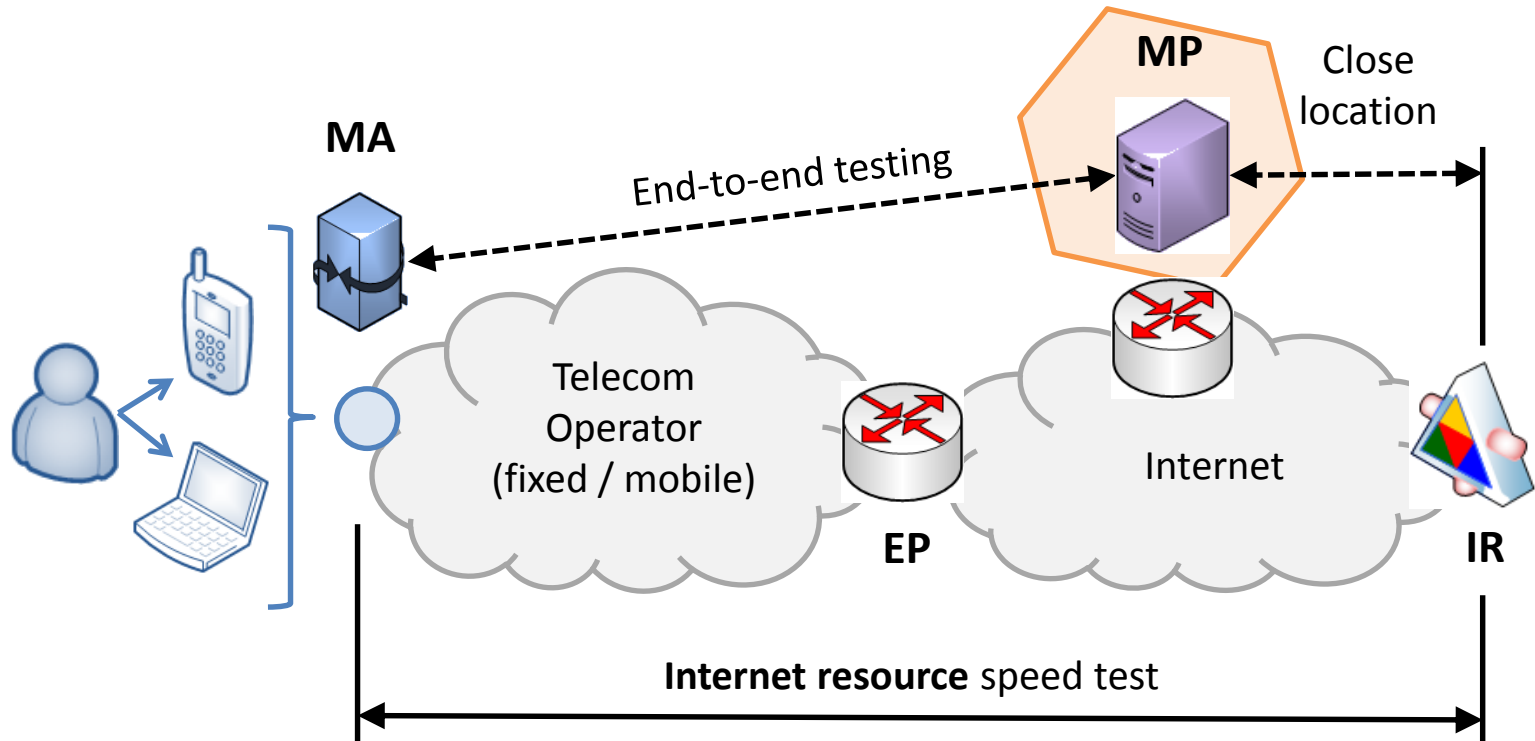 MP
Close
location
MA
End-to-end testing
Telecom
Operator
(fixed / mobile)
Internet
EP
IR
Internet resource speed test